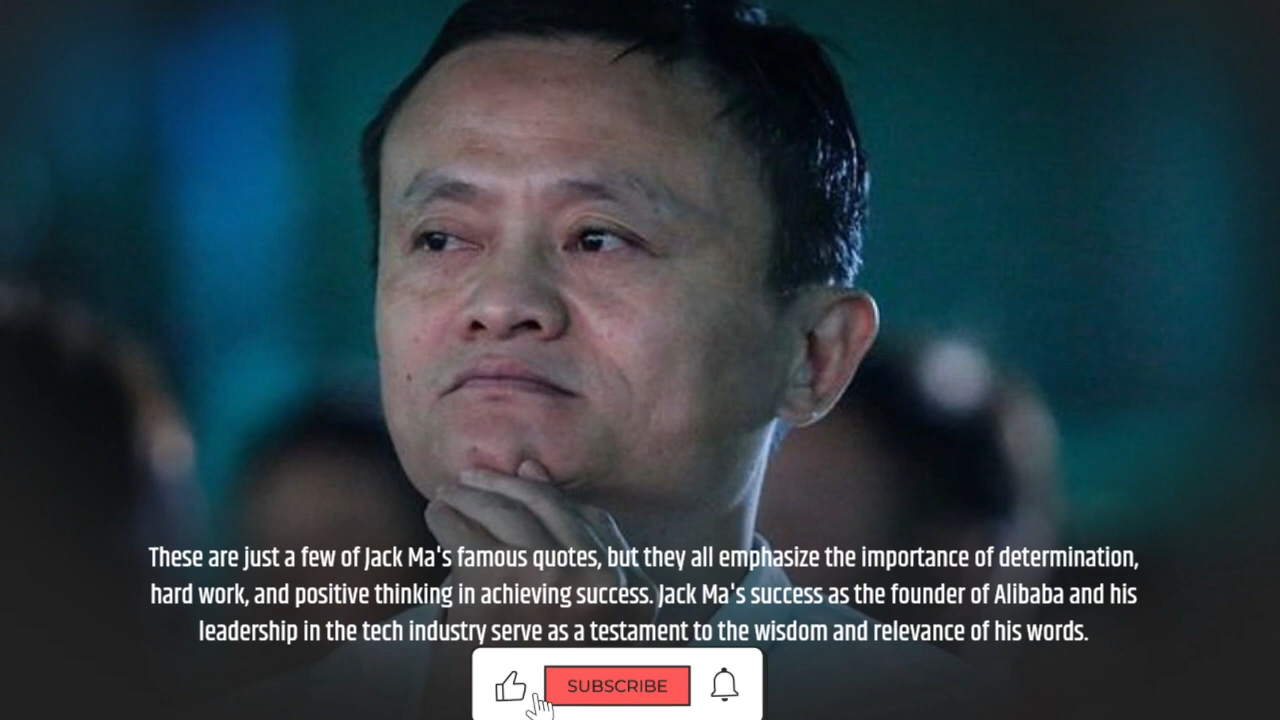 These are just a few of Jack Ma's famous quotes, but they all emphasize the importance of determination,
hard work, and positive thinking in achieving success. Jack Ma's success as the founder of Alibaba and his
leadership in the tech industry serve as a testament to the wisdom and relevance of his words.
SUBSCRIBE